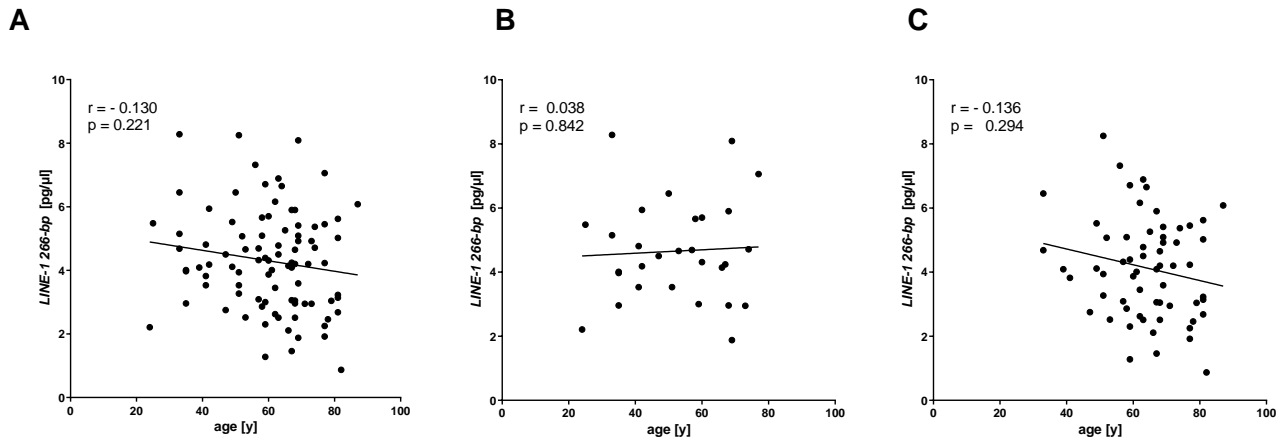 A
B
C
r = - 0.130
p = 0.221
LINE-1 266-bp [pg/µl]
10
8
6
4
2
0
0 20 40 60 80 100
age [y]
r = 0.038
p = 0.842
LINE-1 266-bp [pg/µl]
10
8
6
4
2
0
0 20 40 60 80 100
age [y]
r = - 0.136
p = 0.294
LINE-1 266-bp [pg/µl]
10
8
6
4
2
0
0 20 40 60 80 100
age [y]